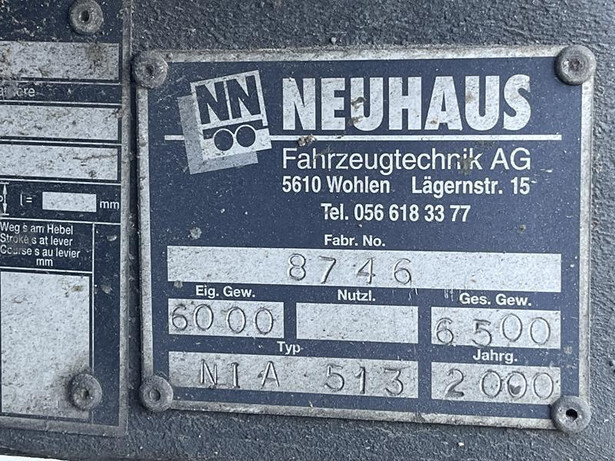 l =
mm
Weg s am Hebel
Stroke s at lever
Course s au levier
mm
NN NEUHAUS
Fahrzeugtechnik AG
5610 Wohlen Lägernstr. 15
Tel. 056 618 33 77
Fabr. No.
8746
Eig. Gew. Nutzl. Ges. Gew.
6000 6500
Typ Jahrg.
NIA 513 2000